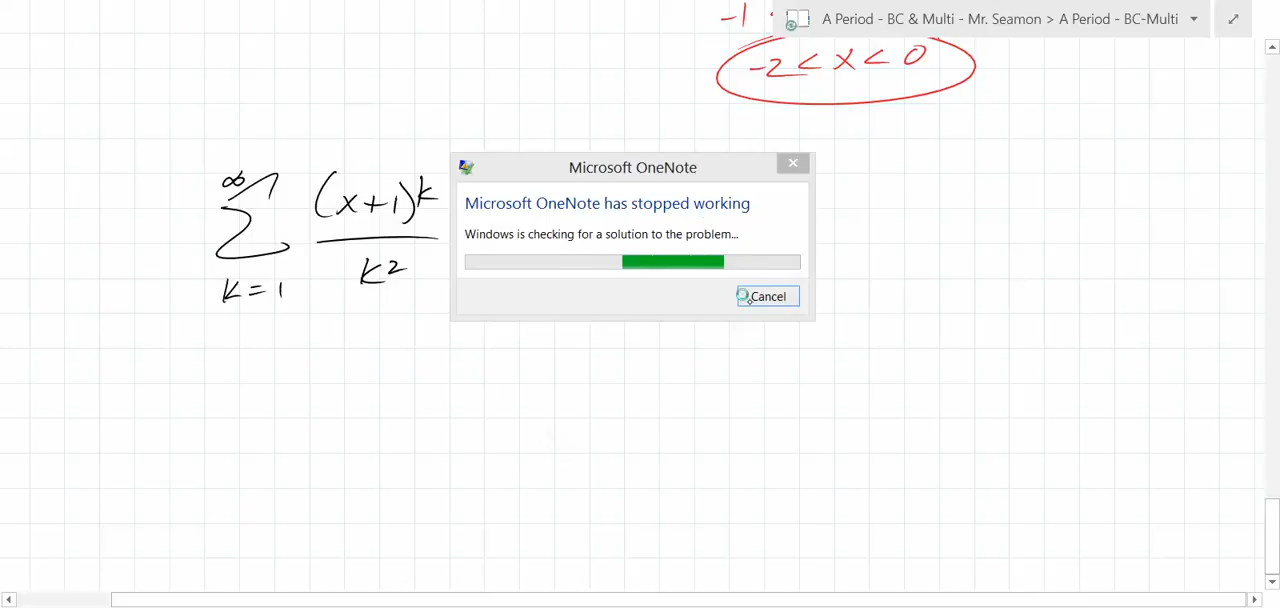 -1
A Period - BC & Multi - Mr. Seamon > A Period - BC-Multi
-2 < x < 0
Microsoft OneNote
Microsoft OneNote has stopped working
Windows is checking for a solution to the problem...
Cancel
∞
Σ (x+1)^k
k=1 k²